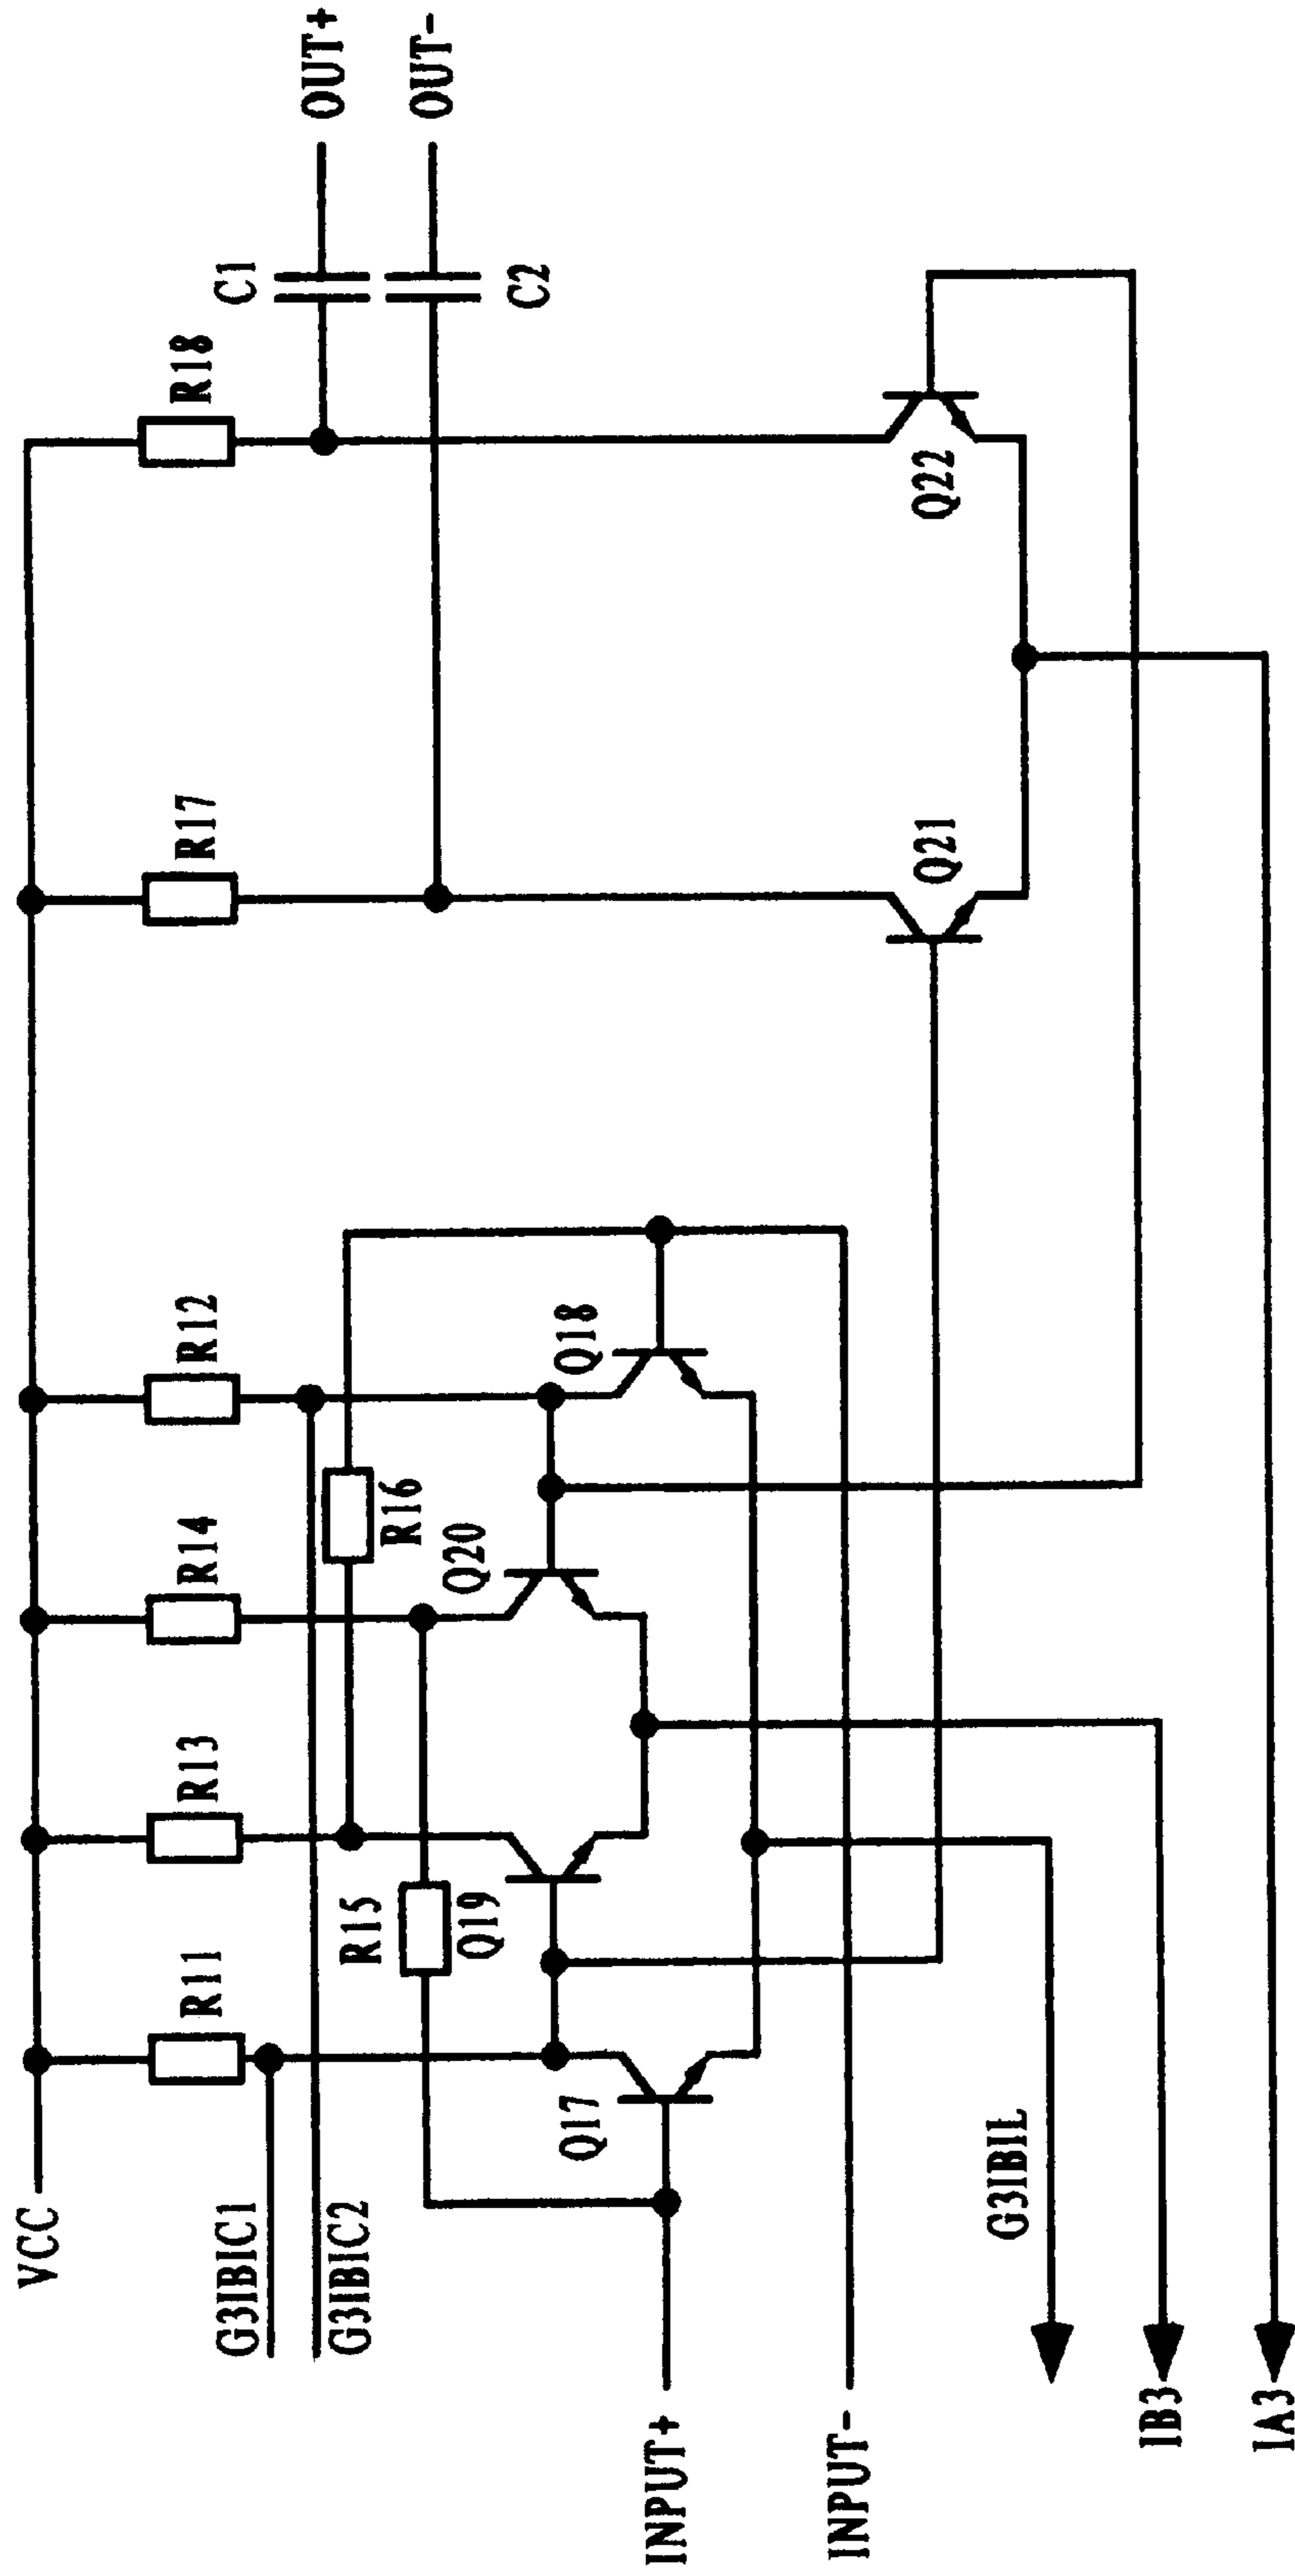 VCC
R11
R13
R14
R12
R17
R18
G3IBIC1
G3IBIC2
R15
R16
C1
OUT+
OUT-
C2
Q19
Q20
Q17
Q18
INPUT+
INPUT-
Q21
Q22
G3IBIL
IB3
IA3